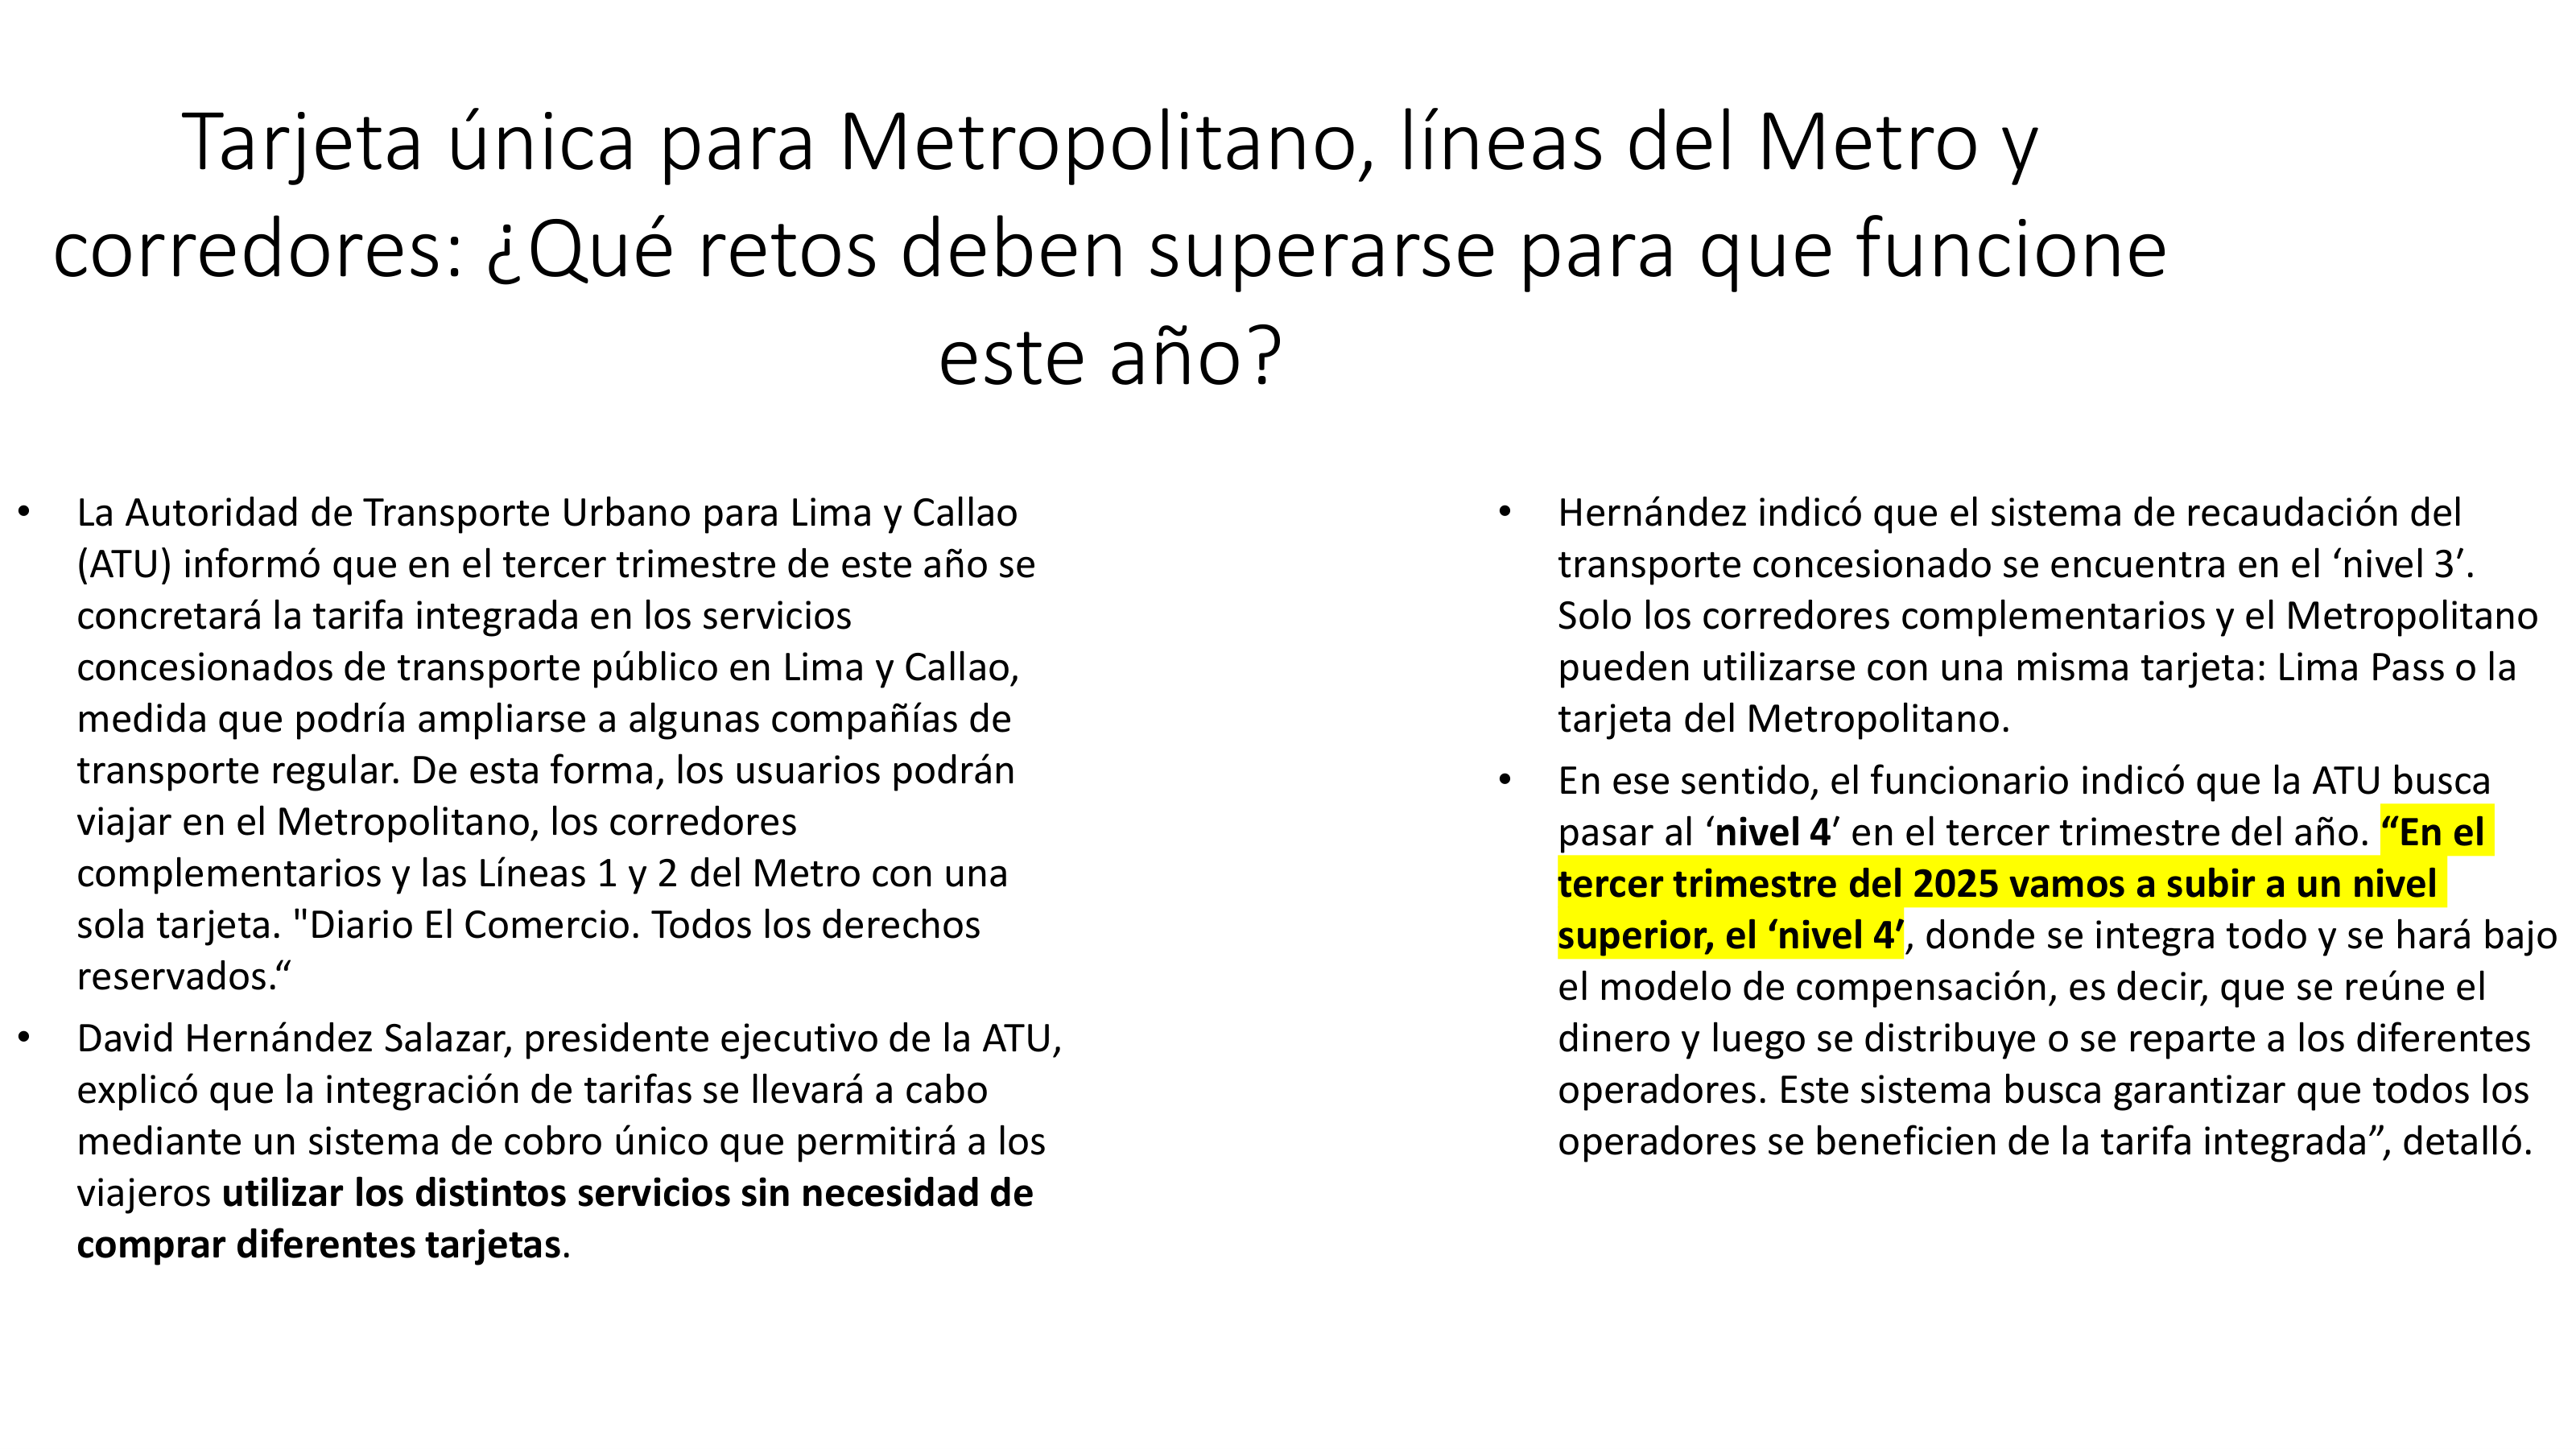 Tarjeta única para Metropolitano, líneas del Metro y
corredores: ¿Qué retos deben superarse para que funcione
este año?
• La Autoridad de Transporte Urbano para Lima y Callao
(ATU) informó que en el tercer trimestre de este año se
concretará la tarifa integrada en los servicios
concesionados de transporte público en Lima y Callao,
medida que podría ampliarse a algunas compañías de
transporte regular. De esta forma, los usuarios podrán
viajar en el Metropolitano, los corredores
complementarios y las Líneas 1 y 2 del Metro con una
sola tarjeta. "Diario El Comercio. Todos los derechos
reservados.“
• David Hernández Salazar, presidente ejecutivo de la ATU,
explicó que la integración de tarifas se llevará a cabo
mediante un sistema de cobro único que permitirá a los
viajeros utilizar los distintos servicios sin necesidad de
comprar diferentes tarjetas.
• Hernández indicó que el sistema de recaudación del
transporte concesionado se encuentra en el ‘nivel 3′.
Solo los corredores complementarios y el Metropolitano
pueden utilizarse con una misma tarjeta: Lima Pass o la
tarjeta del Metropolitano.
• En ese sentido, el funcionario indicó que la ATU busca
pasar al ‘nivel 4′ en el tercer trimestre del año. “En el
tercer trimestre del 2025 vamos a subir a un nivel
superior, el ‘nivel 4′, donde se integra todo y se hará bajo
el modelo de compensación, es decir, que se reúne el
dinero y luego se distribuye o se reparte a los diferentes
operadores. Este sistema busca garantizar que todos los
operadores se beneficien de la tarifa integrada”, detalló.